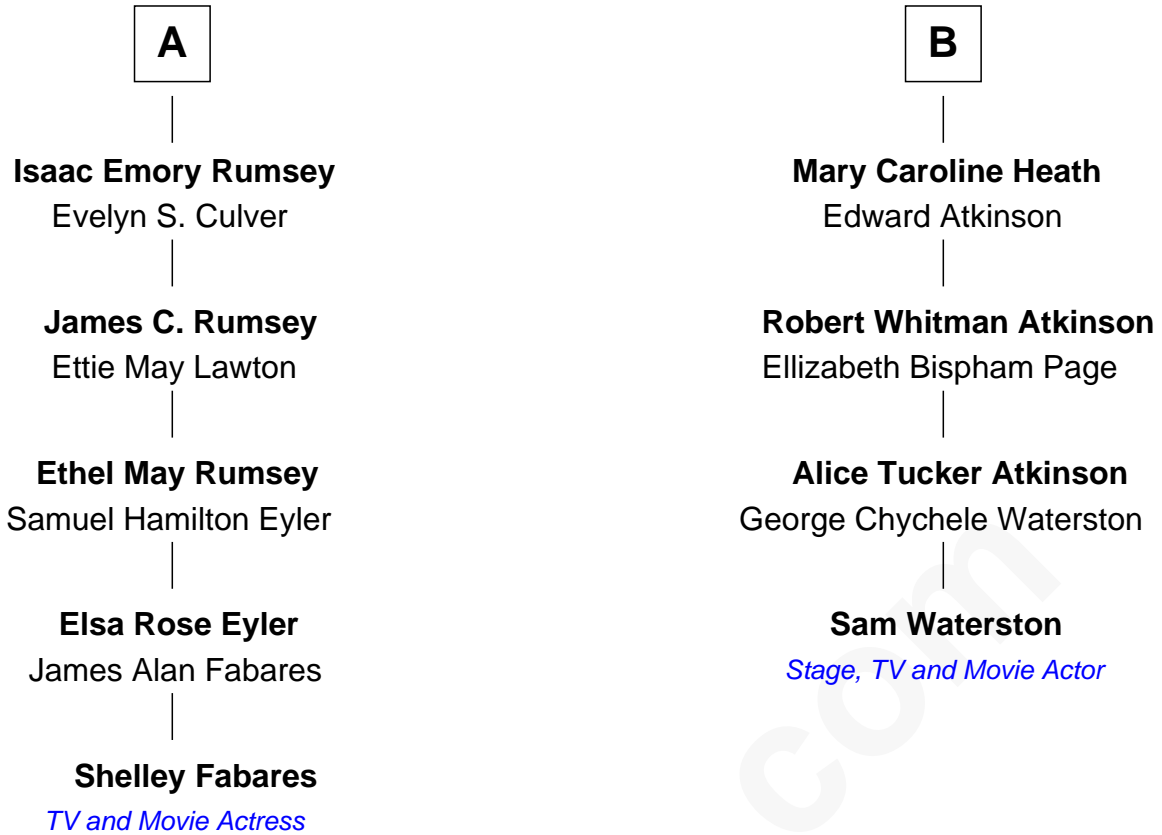 A
Isaac Emory Rumsey
Evelyn S. Culver
James C. Rumsey
Ettie May Lawton
Ethel May Rumsey
Samuel Hamilton Eyler
Elsa Rose Eyler
James Alan Fabares
Shelley Fabares
TV and Movie Actress
B
Mary Caroline Heath
Edward Atkinson
Robert Whitman Atkinson
Ellizabeth Bispham Page
Alice Tucker Atkinson
George Chychele Waterston
Sam Waterston
Stage, TV and Movie Actor
com